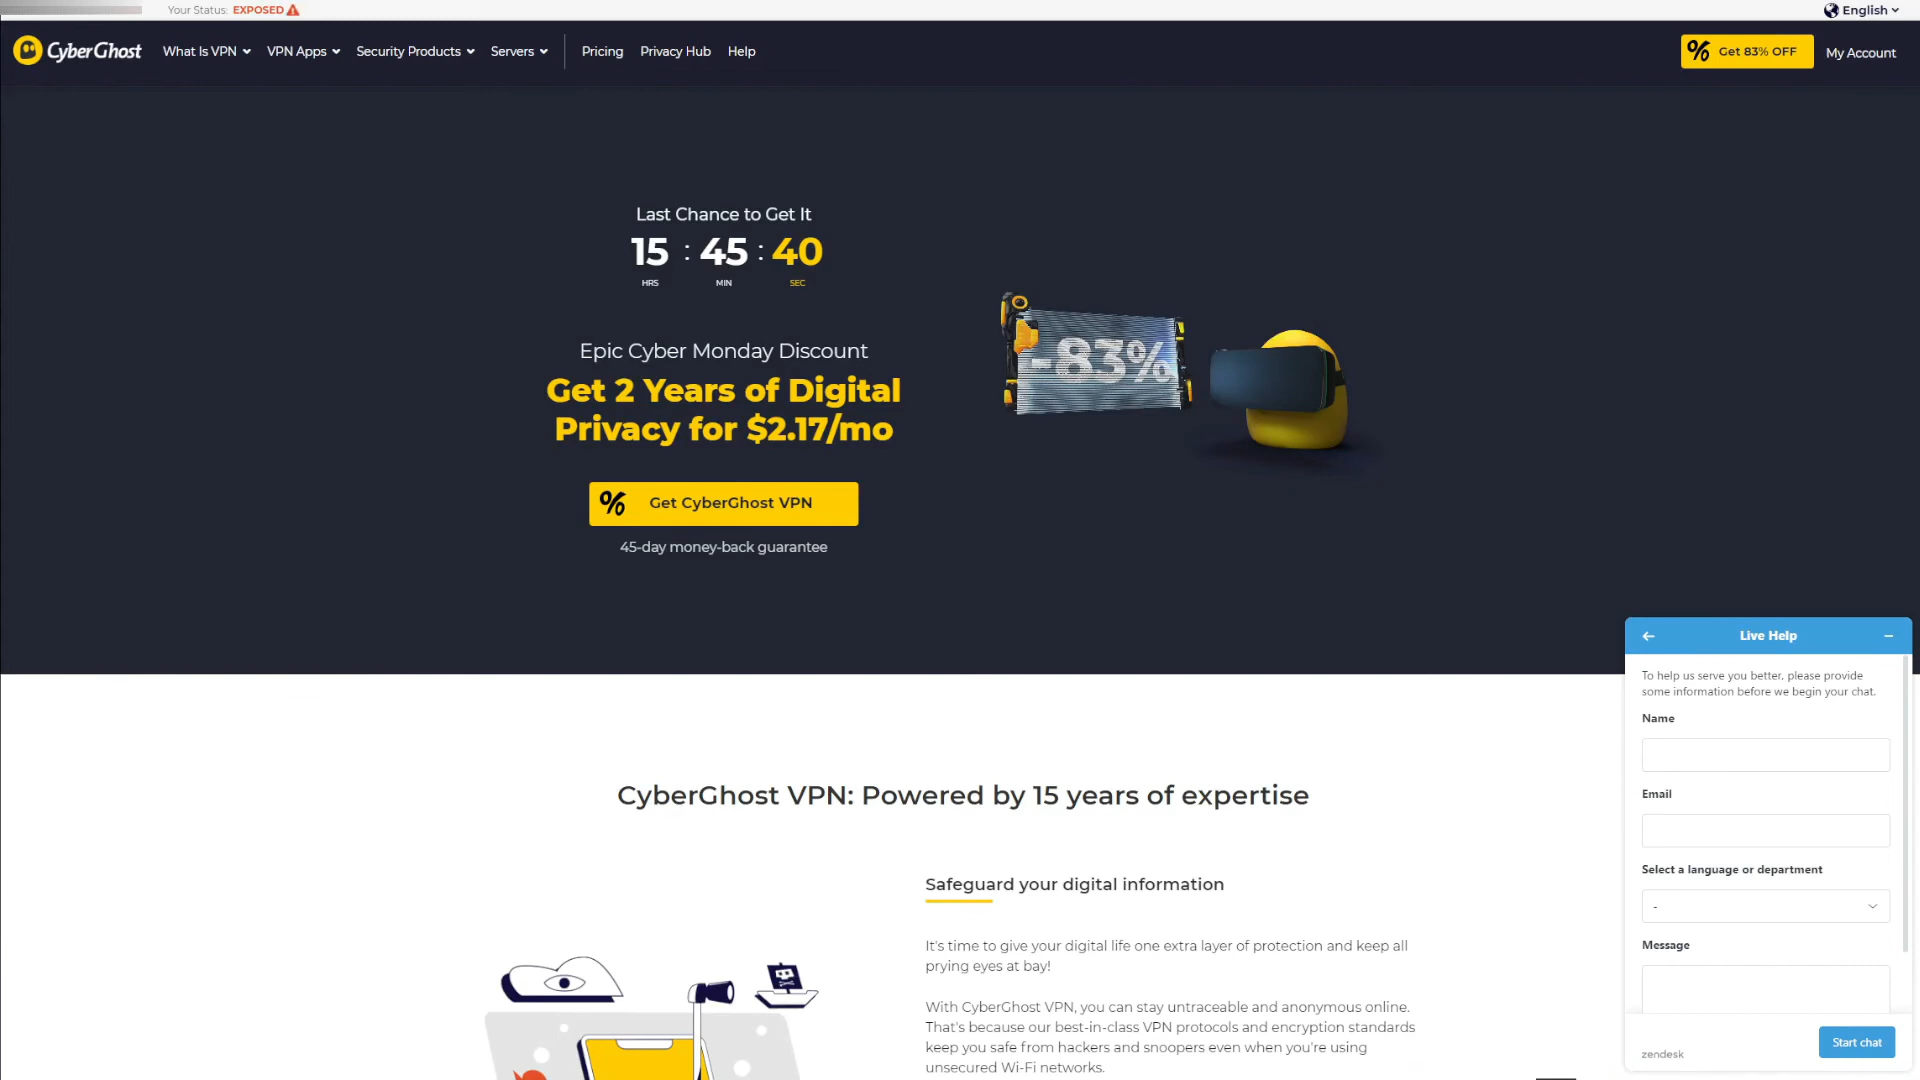 Your Status: EXPOSED
English
CyberGhost
What Is VPN
VPN Apps
Security Products
Servers
Pricing
Privacy Hub
Help
% Get 83% OFF
My Account
Last Chance to Get It
15 : 45 : 40
HRS MIN SEC
Epic Cyber Monday Discount
Get 2 Years of Digital
Privacy for $2.17/mo
% Get CyberGhost VPN
45-day money-back guarantee
-83%
CyberGhost VPN: Powered by 15 years of expertise
Safeguard your digital information
It's time to give your digital life one extra layer of protection and keep all
prying eyes at bay!
With CyberGhost VPN, you can stay untraceable and anonymous online.
That's because our best-in-class VPN protocols and encryption standards
keep you safe from hackers and snoopers even when you're using
unsecured Wi-Fi networks.
Live Help
To help us serve you better, please provide
some information before we begin your chat.
Name
Email
Select a language or department
-
Message
zendesk
Start chat